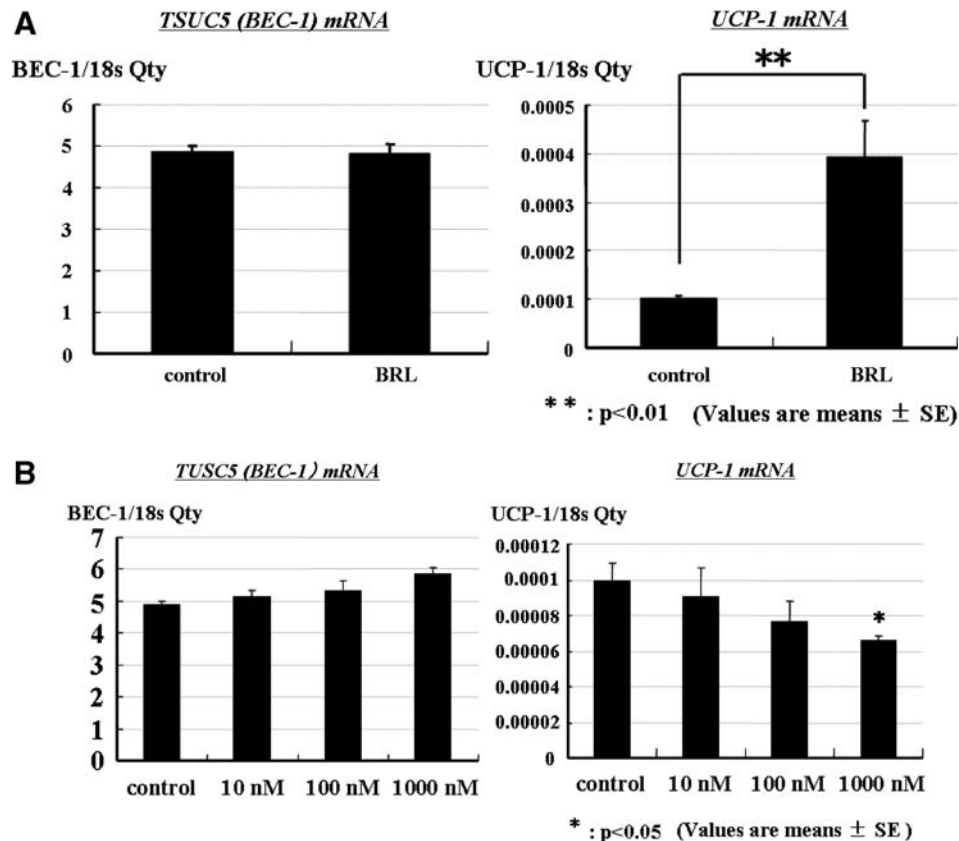 A
TSUC5 (BEC-1) mRNA
BEC-1/18s Qty
6
5
4
3
2
1
0
control BRL
UCP-1 mRNA
UCP-1/18s Qty
**
0.0005
0.0004
0.0003
0.0002
0.0001
0
control BRL
** : p<0.01 (Values are means ± SE)
B
TUSC5 (BEC-1) mRNA
BEC-1/18s Qty
7
6
5
4
3
2
1
0
control 10 nM 100 nM 1000 nM
UCP-1 mRNA
UCP-1/18s Qty
0.00012
0.0001
0.00008
0.00006
0.00004
0.00002
0
*
control 10 nM 100 nM 1000 nM
* : p<0.05 (Values are means ± SE )